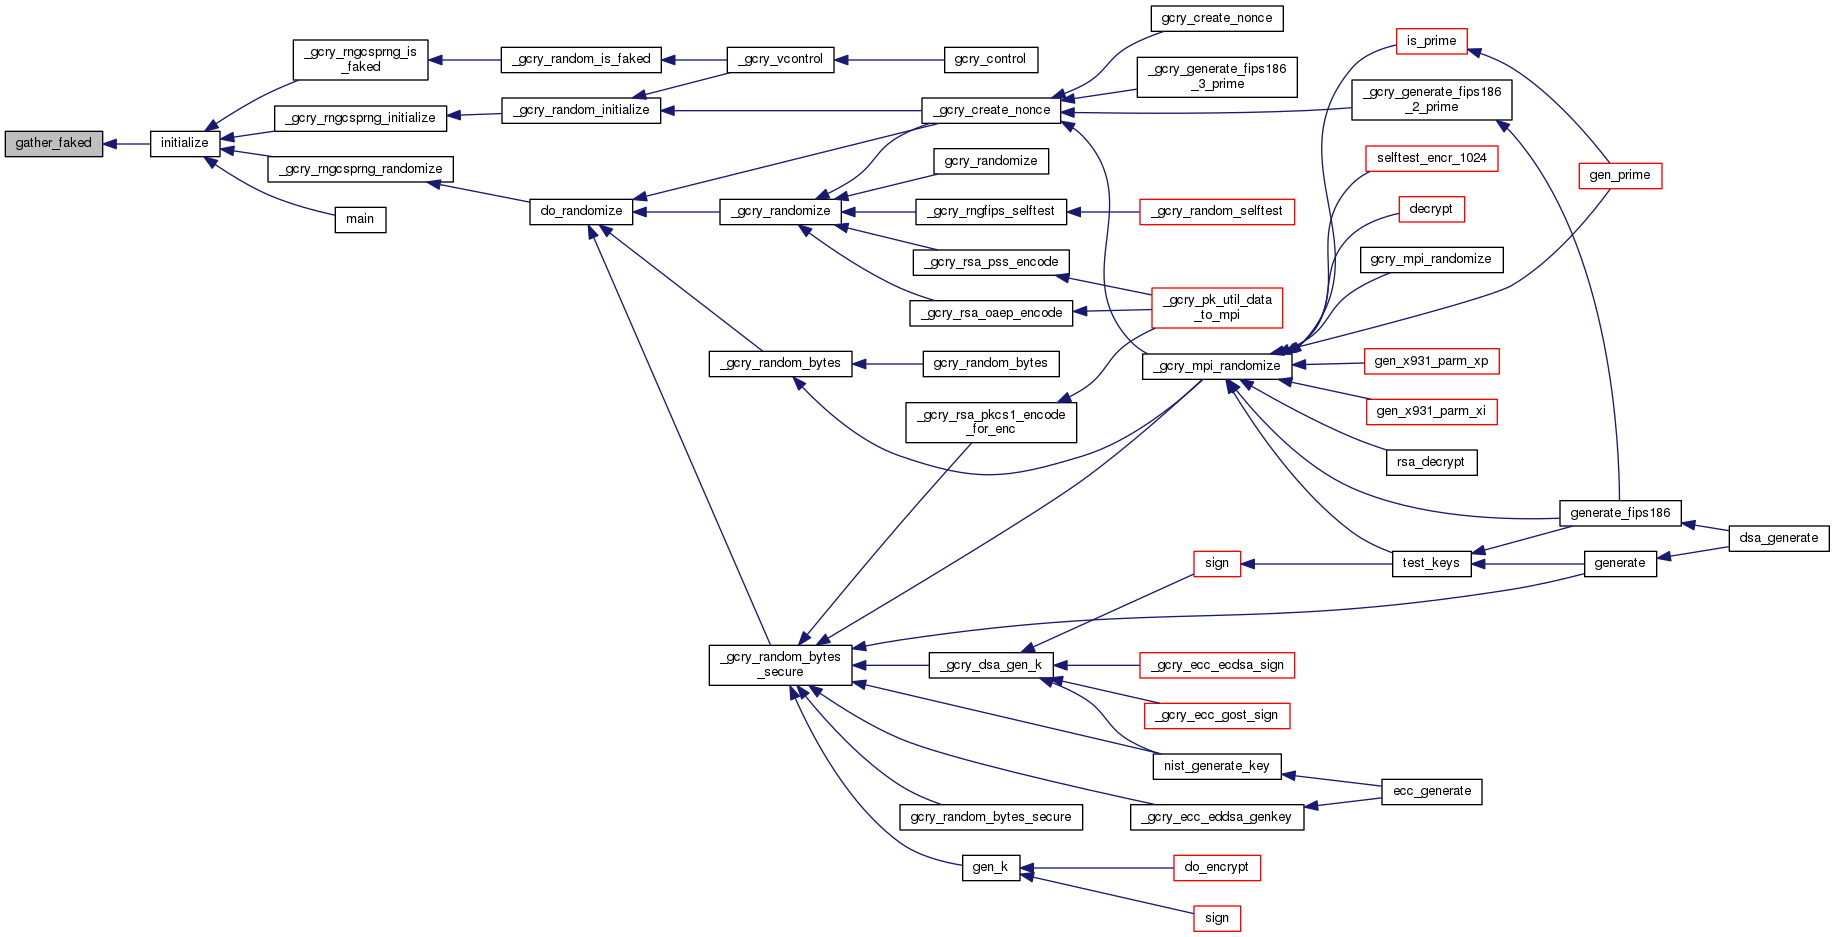 gather_faked
initialize
_gcry_rngcsprng_is
_faked
_gcry_rngcsprng_initialize
_gcry_rngcsprng_randomize
main
_gcry_random_is_faked
_gcry_random_initialize
do_randomize
_gcry_vcontrol
_gcry_randomize
_gcry_random_bytes
_gcry_random_bytes
_secure
gcry_control
_gcry_create_nonce
gcry_randomize
_gcry_rngfips_selftest
_gcry_rsa_pss_encode
_gcry_rsa_oaep_encode
gcry_random_bytes
_gcry_rsa_pkcs1_encode
_for_enc
_gcry_dsa_gen_k
gcry_random_bytes_secure
gen_k
gcry_create_nonce
_gcry_generate_fips186
_3_prime
_gcry_random_selftest
_gcry_pk_util_data
_to_mpi
_gcry_mpi_randomize
sign
_gcry_ecc_ecdsa_sign
_gcry_ecc_gost_sign
nist_generate_key
_gcry_ecc_eddsa_genkey
do_encrypt
sign
is_prime
_gcry_generate_fips186
_2_prime
selftest_encr_1024
decrypt
gcry_mpi_randomize
gen_x931_parm_xp
gen_x931_parm_xi
rsa_decrypt
test_keys
ecc_generate
gen_prime
generate_fips186
generate
dsa_generate